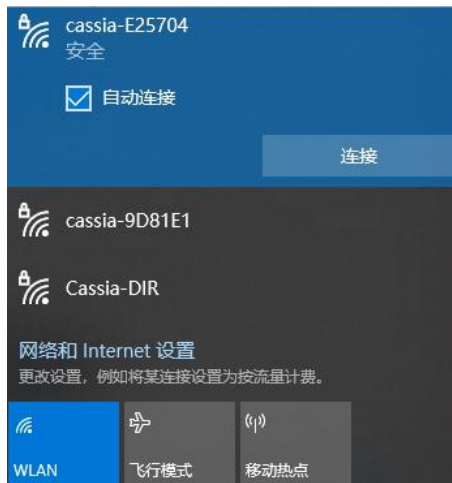 cassia-E25704
安全
自动连接
连接
cassia-9D81E1
Cassia-DIR
网络和 Internet 设置
更改设置，例如将某连接设置为按流量计费。
WLAN
飞行模式
移动热点